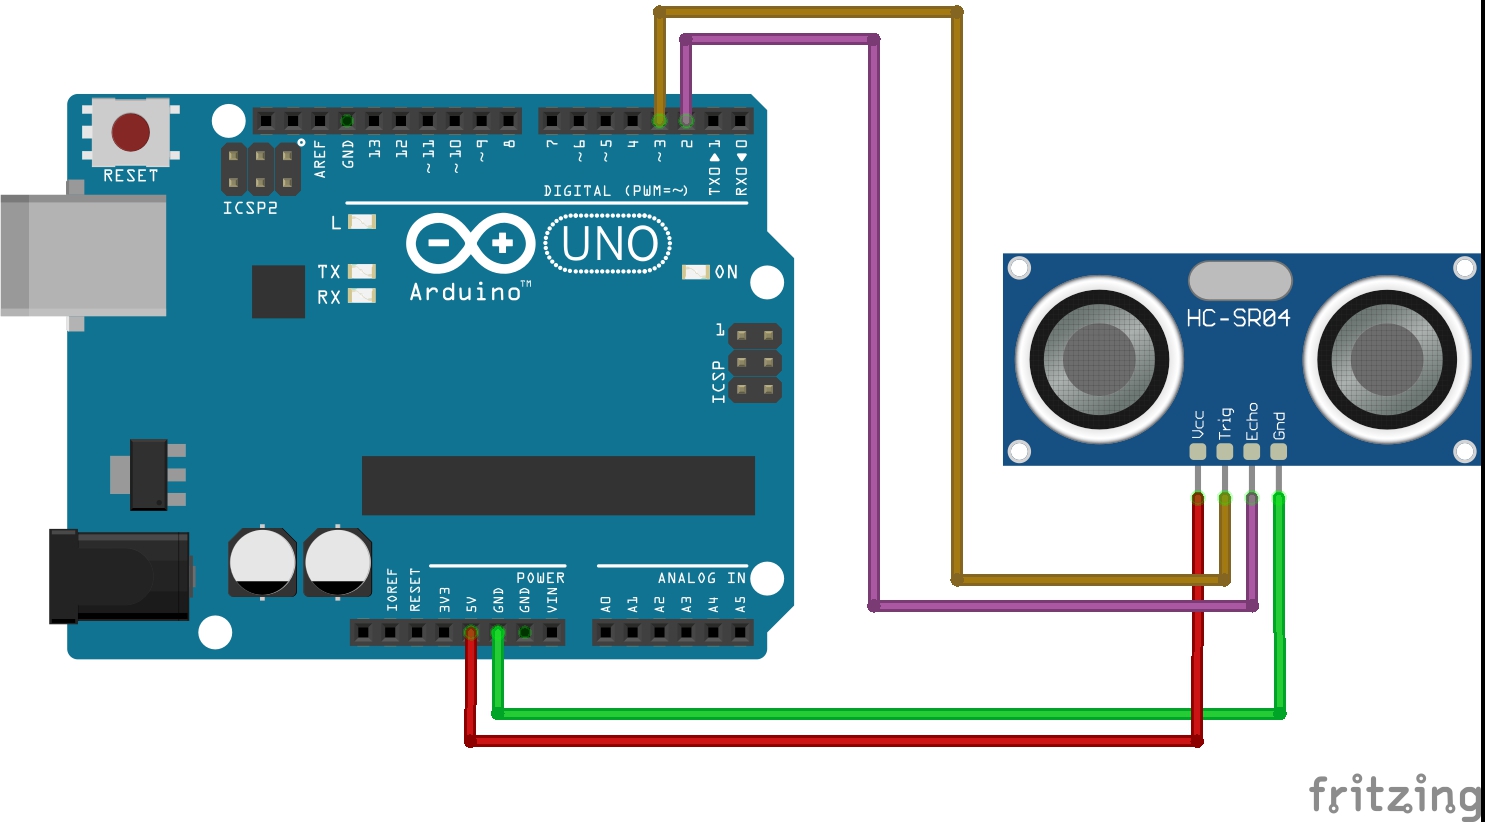 RESET
ICSP2
AREF
GND
13
12
~11
~10
~9
8
7
~6
~5
4
~3
2
TX0▶1
RX0◀0
DIGITAL (PWM=~)
L
TX
RX
UNO
Arduino™
ON
1
ICSP
HC-SR04
Vcc
Trig
Echo
Gnd
POWER
ANALOG IN
IOREF
RESET
3V3
5V
GND
GND
VIN
A0
A1
A2
A3
A4
A5
fritzing